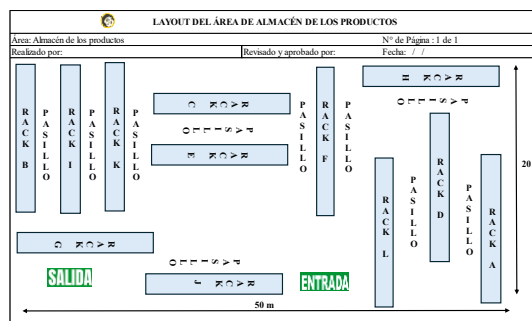 LAYOUT DEL ÁREA DE ALMACÉN DE LOS PRODUCTOS
Área: Almacén de los productos
N° de Página : 1 de 1
Realizado por:
Revisado y aprobado por:
Fecha: / /
RACK B
PASILLO
RACK I
PASILLO
RACK K
PASILLO
RACK C
PASILLO
RACK E
PASILLO
RACK F
PASILLO
RACK H
PASILLO
RACK L
PASILLO
RACK D
PASILLO
RACK A
20
RACK G
PASILLO
RACK J
SALIDA
ENTRADA
50 m